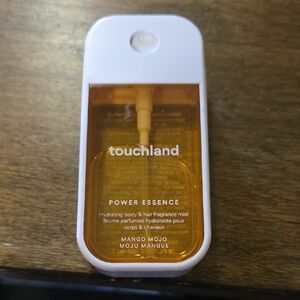 touchland
POWER ESSENCE
Hydrating body & hair fragrance mist
Brume parfumée hydratante pour
corps & cheveux
MANGO MOJO
MOJO MANGUE